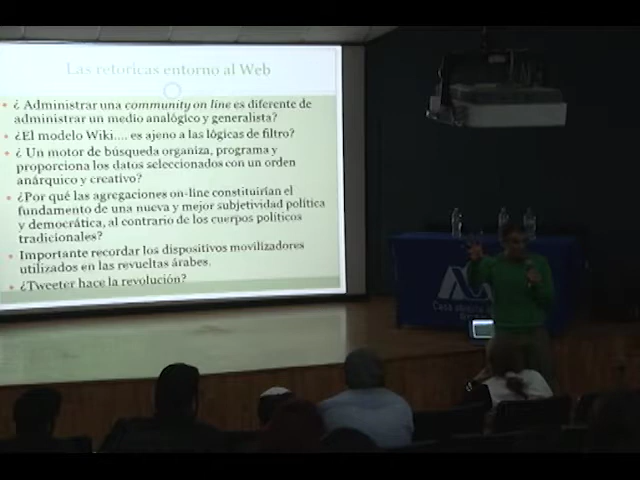 Las retoricas entorno al Web
• ¿ Administrar una community on line es diferente de
administrar un medio analógico y generalista?
• ¿El modelo Wiki.... es ajeno a las lógicas de filtro?
• ¿ Un motor de búsqueda organiza, programa y
proporciona los datos seleccionados con un orden
anárquico y creativo?
• ¿Por qué las agregaciones on-line constituirían el
fundamento de una nueva y mejor subjetividad política
y democrática, al contrario de los cuerpos políticos
tradicionales?
• Importante recordar los dispositivos movilizadores
utilizados en las revueltas árabes.
• ¿Tweeter hace la revolución?
Casa